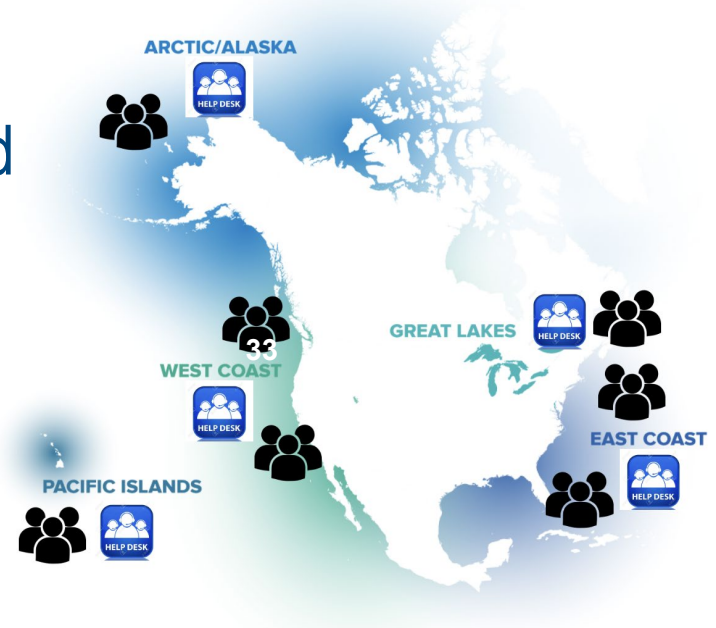 ARCTIC/ALASKA
HELP DESK
d
33
GREAT LAKES
HELP DESK
WEST COAST
HELP DESK
EAST COAST
HELP DESK
PACIFIC ISLANDS
HELP DESK